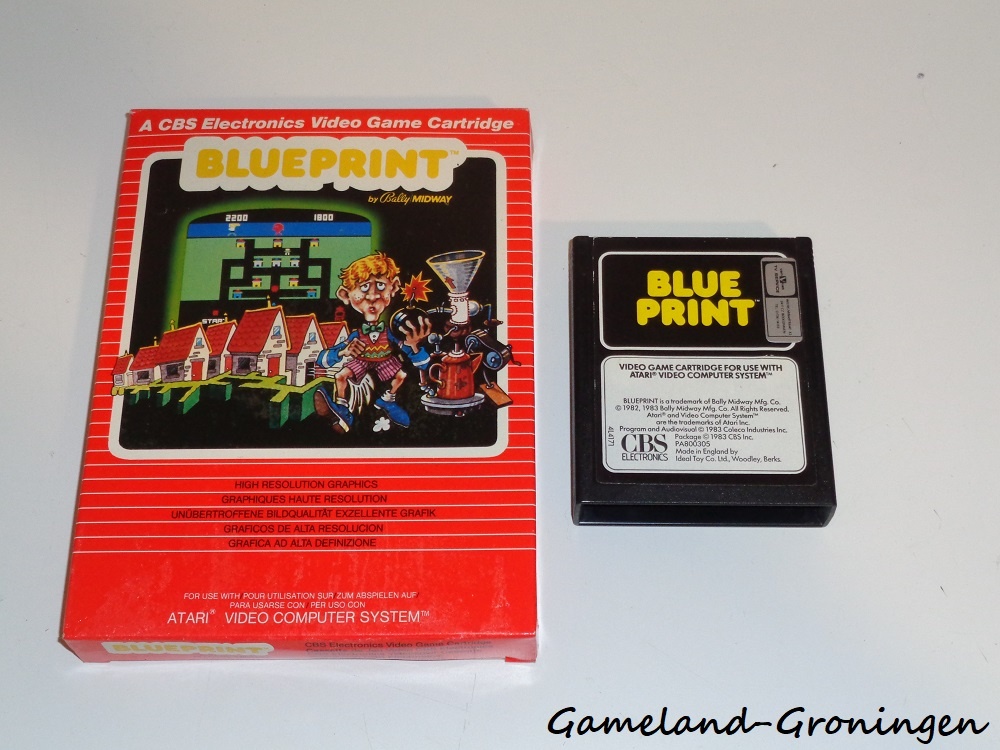 A CBS Electronics Video Game Cartridge
BLUEPRINT™
by Bally MIDWAY
2200 1800
START
HIGH RESOLUTION GRAPHICS
GRAPHIQUES HAUTE RESOLUTION
UNÜBERTROFFENE BILDQUALITÄT EXZELLENTE GRAFIK
GRAFICOS DE ALTA RESOLUCION
GRAFICA AD ALTA DEFINIZIONE
FOR USE WITH/POUR UTILISATION SUR/ZUM ABSPIELEN AUF/
PARA USARSE CON/PER USO CON
ATARI® VIDEO COMPUTER SYSTEM™
BLUEPRINT
CBS Electronics Video Game Cartridge
BLUE
PRINT™
VIDEO GAME CARTRIDGE FOR USE WITH
ATARI® VIDEO COMPUTER SYSTEM™
BLUEPRINT is a trademark of Bally Midway Mfg. Co.
© 1982, 1983 Bally Midway Mfg. Co. All Rights Reserved.
Atari® and Video Computer System™
are the trademarks of Atari Inc.
Program and Audiovisual © 1983 Coleco Industries Inc.
Package © 1983 CBS Inc.
PA800305
Made in England by
Ideal Toy Co. Ltd., Woodley, Berks.
CBS
ELECTRONICS
4L4171
Gameland-Groningen